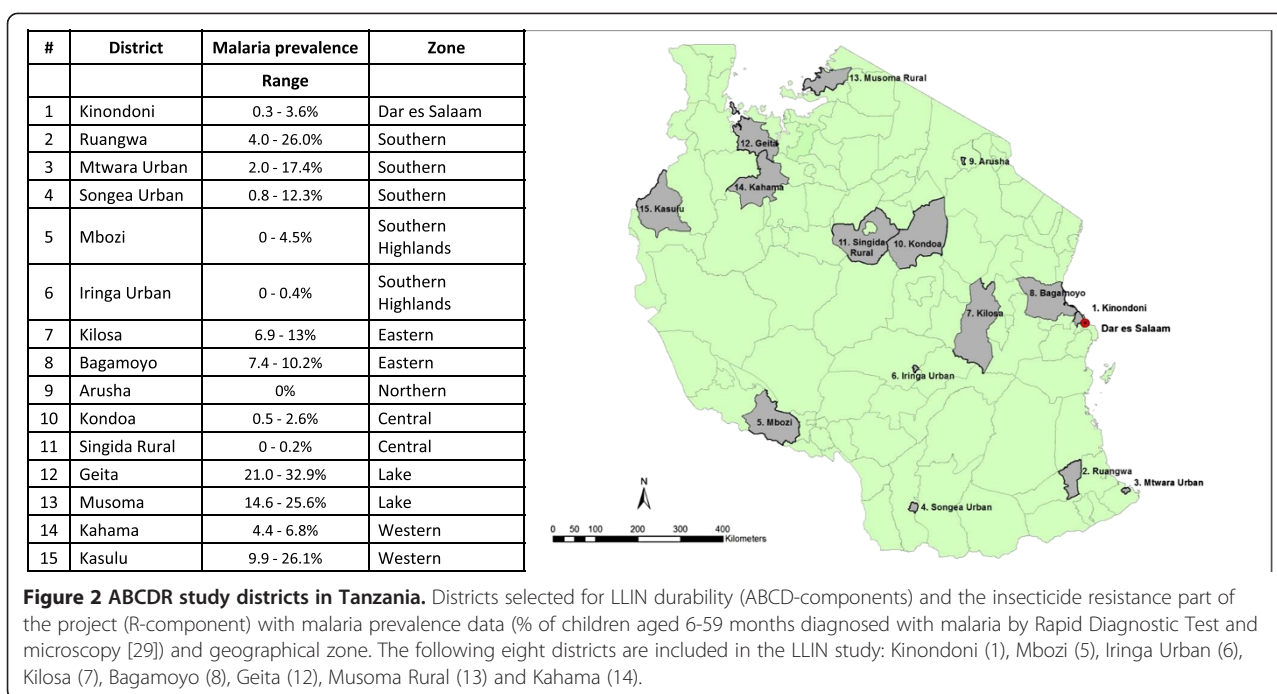 # District Malaria prevalence Zone
Range
1 Kinondoni 0.3 - 3.6% Dar es Salaam
2 Ruangwa 4.0 - 26.0% Southern
3 Mtwara Urban 2.0 - 17.4% Southern
4 Songea Urban 0.8 - 12.3% Southern
5 Mbozi 0 - 4.5% Southern
Highlands
6 Iringa Urban 0 - 0.4% Southern
Highlands
7 Kilosa 6.9 - 13% Eastern
8 Bagamoyo 7.4 - 10.2% Eastern
9 Arusha 0% Northern
10 Kondoa 0.5 - 2.6% Central
11 Singida Rural 0 - 0.2% Central
12 Geita 21.0 - 32.9% Lake
13 Musoma 14.6 - 25.6% Lake
14 Kahama 4.4 - 6.8% Western
15 Kasulu 9.9 - 26.1% Western
13. Musoma Rural
12. Geita
9. Arusha
14. Kahama
15. Kasulu
11. Singida
Rural
10. Kondoa
8. Bagamoyo
1. Kinondoni
7. Kilosa
Dar es Salaam
6. Iringa Urban
5. Mbozi
2. Ruangwa
3. Mtwara Urban
4. Songea Urban
N
0 50 100 200 300 400
Kilometers
Figure 2 ABCDR study districts in Tanzania. Districts selected for LLIN durability (ABCD-components) and the insecticide resistance part of
the project (R-component) with malaria prevalence data (% of children aged 6-59 months diagnosed with malaria by Rapid Diagnostic Test and
microscopy [29]) and geographical zone. The following eight districts are included in the LLIN study: Kinondoni (1), Mbozi (5), Iringa Urban (6),
Kilosa (7), Bagamoyo (8), Geita (12), Musoma Rural (13) and Kahama (14).